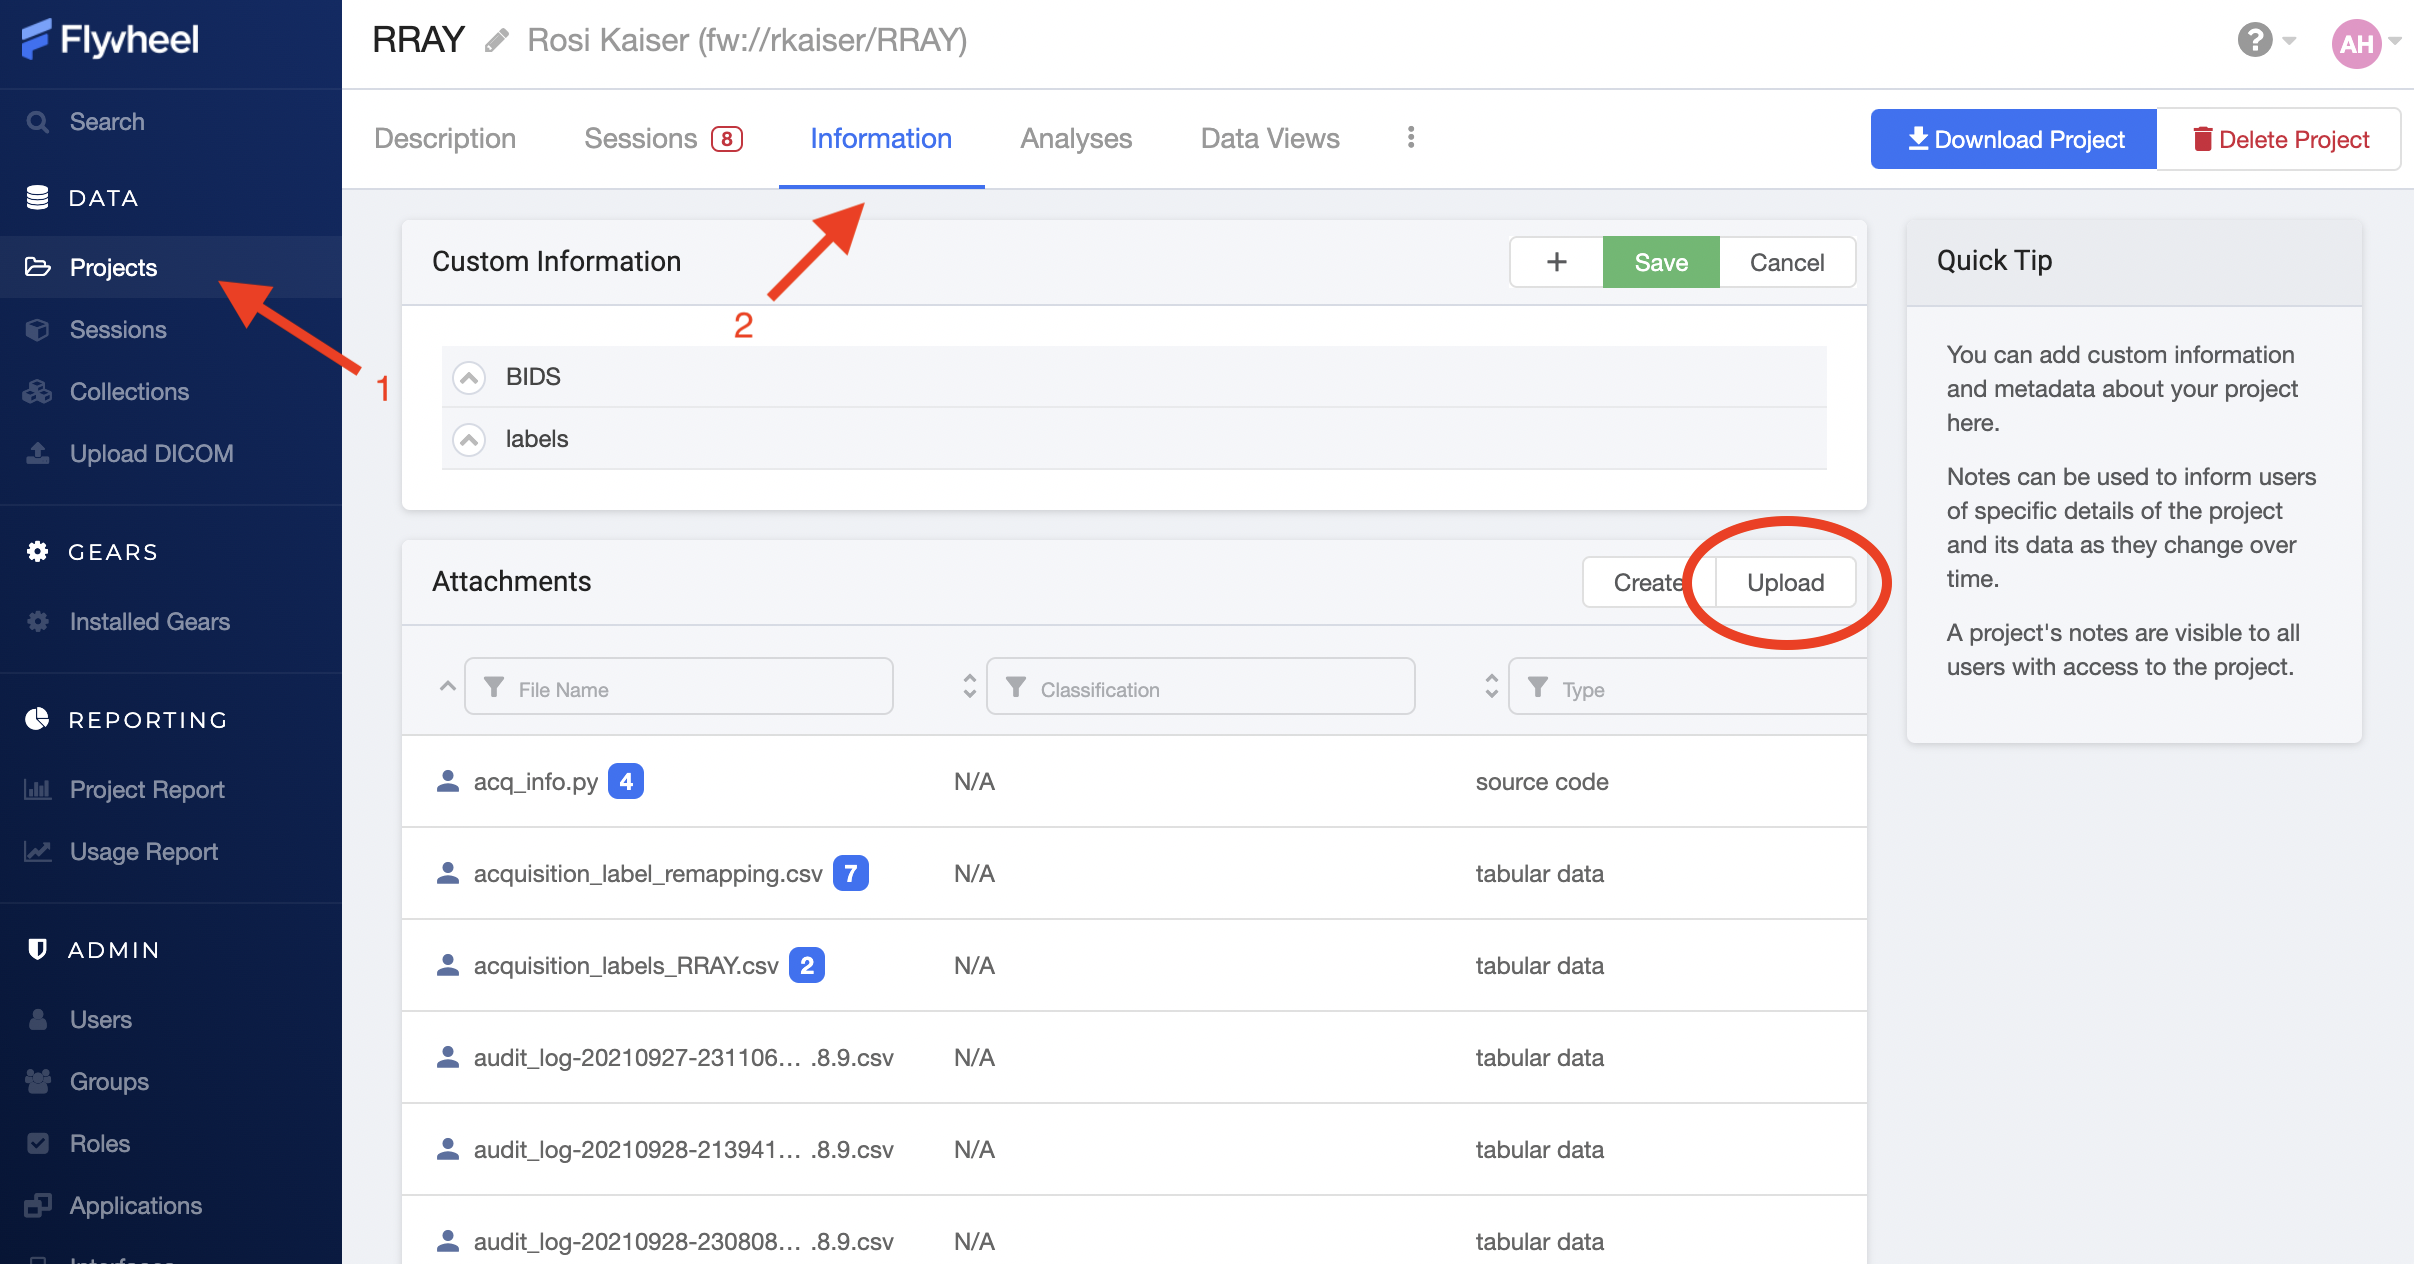 Flywheel
RRAY Rosi Kaiser (fw://rkaiser/RRAY)
? AH
Search
Description Sessions 8 Information Analyses Data Views
Download Project Delete Project
DATA
Projects
Sessions
Collections
Upload DICOM
1
2
Custom Information
+ Save Cancel
BIDS
labels
Quick Tip
You can add custom information
and metadata about your project
here.
Notes can be used to inform users
of specific details of the project
and its data as they change over
time.
A project's notes are visible to all
users with access to the project.
GEARS
Installed Gears
REPORTING
Project Report
Usage Report
ADMIN
Users
Groups
Roles
Applications
Attachments
Create Upload
File Name Classification Type
acq_info.py 4 N/A source code
acquisition_label_remapping.csv 7 N/A tabular data
acquisition_labels_RRAY.csv 2 N/A tabular data
audit_log-20210927-231106... .8.9.csv N/A tabular data
audit_log-20210928-213941... .8.9.csv N/A tabular data
audit_log-20210928-230808... .8.9.csv N/A tabular data